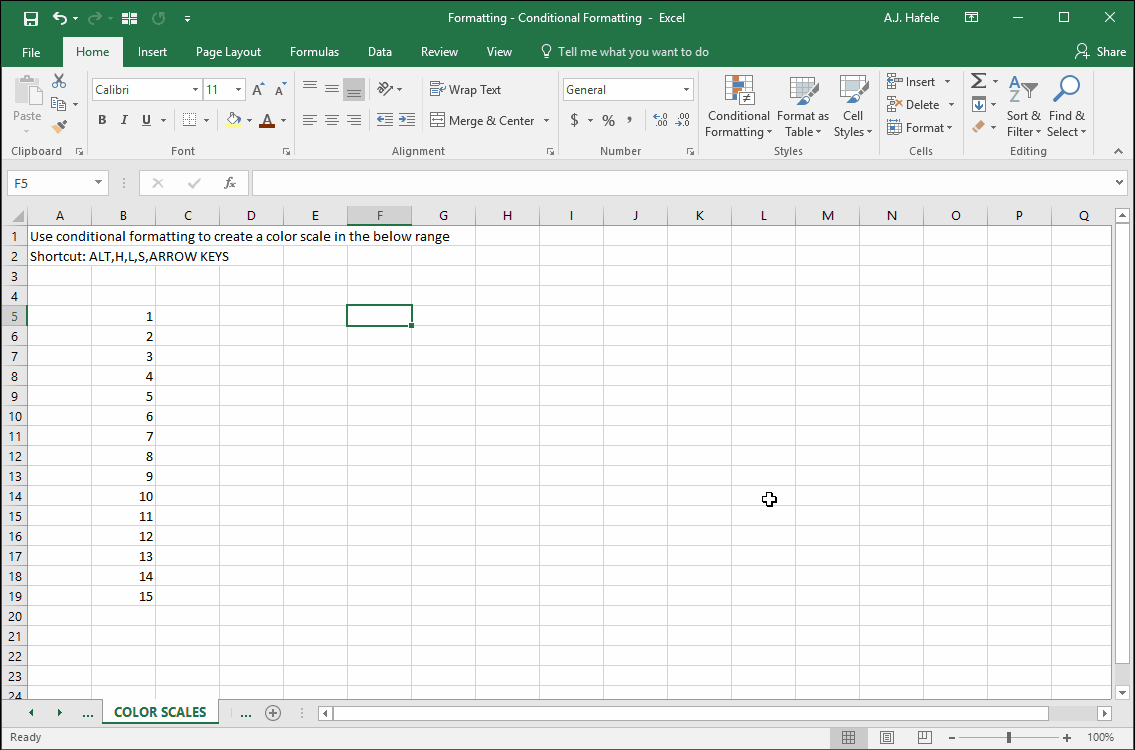 Formatting - Conditional Formatting - Excel
A.J. Hafele
File Home Insert Page Layout Formulas Data Review View Tell me what you want to do Share
Paste
Clipboard
Calibri 11
B I U
A A
A
Font
Wrap Text
Merge & Center
Alignment
General
$ % ,
.0 .00
.00 .0
Number
Conditional Formatting
Format as Table
Cell Styles
Styles
Insert
Delete
Format
Cells
Sort & Filter
Find & Select
Editing
F5
fx
A B C D E F G H I J K L M N O P Q
1 Use conditional formatting to create a color scale in the below range
2 Shortcut: ALT,H,L,S,ARROW KEYS
3
4
5 1
6 2
7 3
8 4
9 5
10 6
11 7
12 8
13 9
14 10
15 11
16 12
17 13
18 14
19 15
20
21
22
23
24
... COLOR SCALES ...
Ready
100%